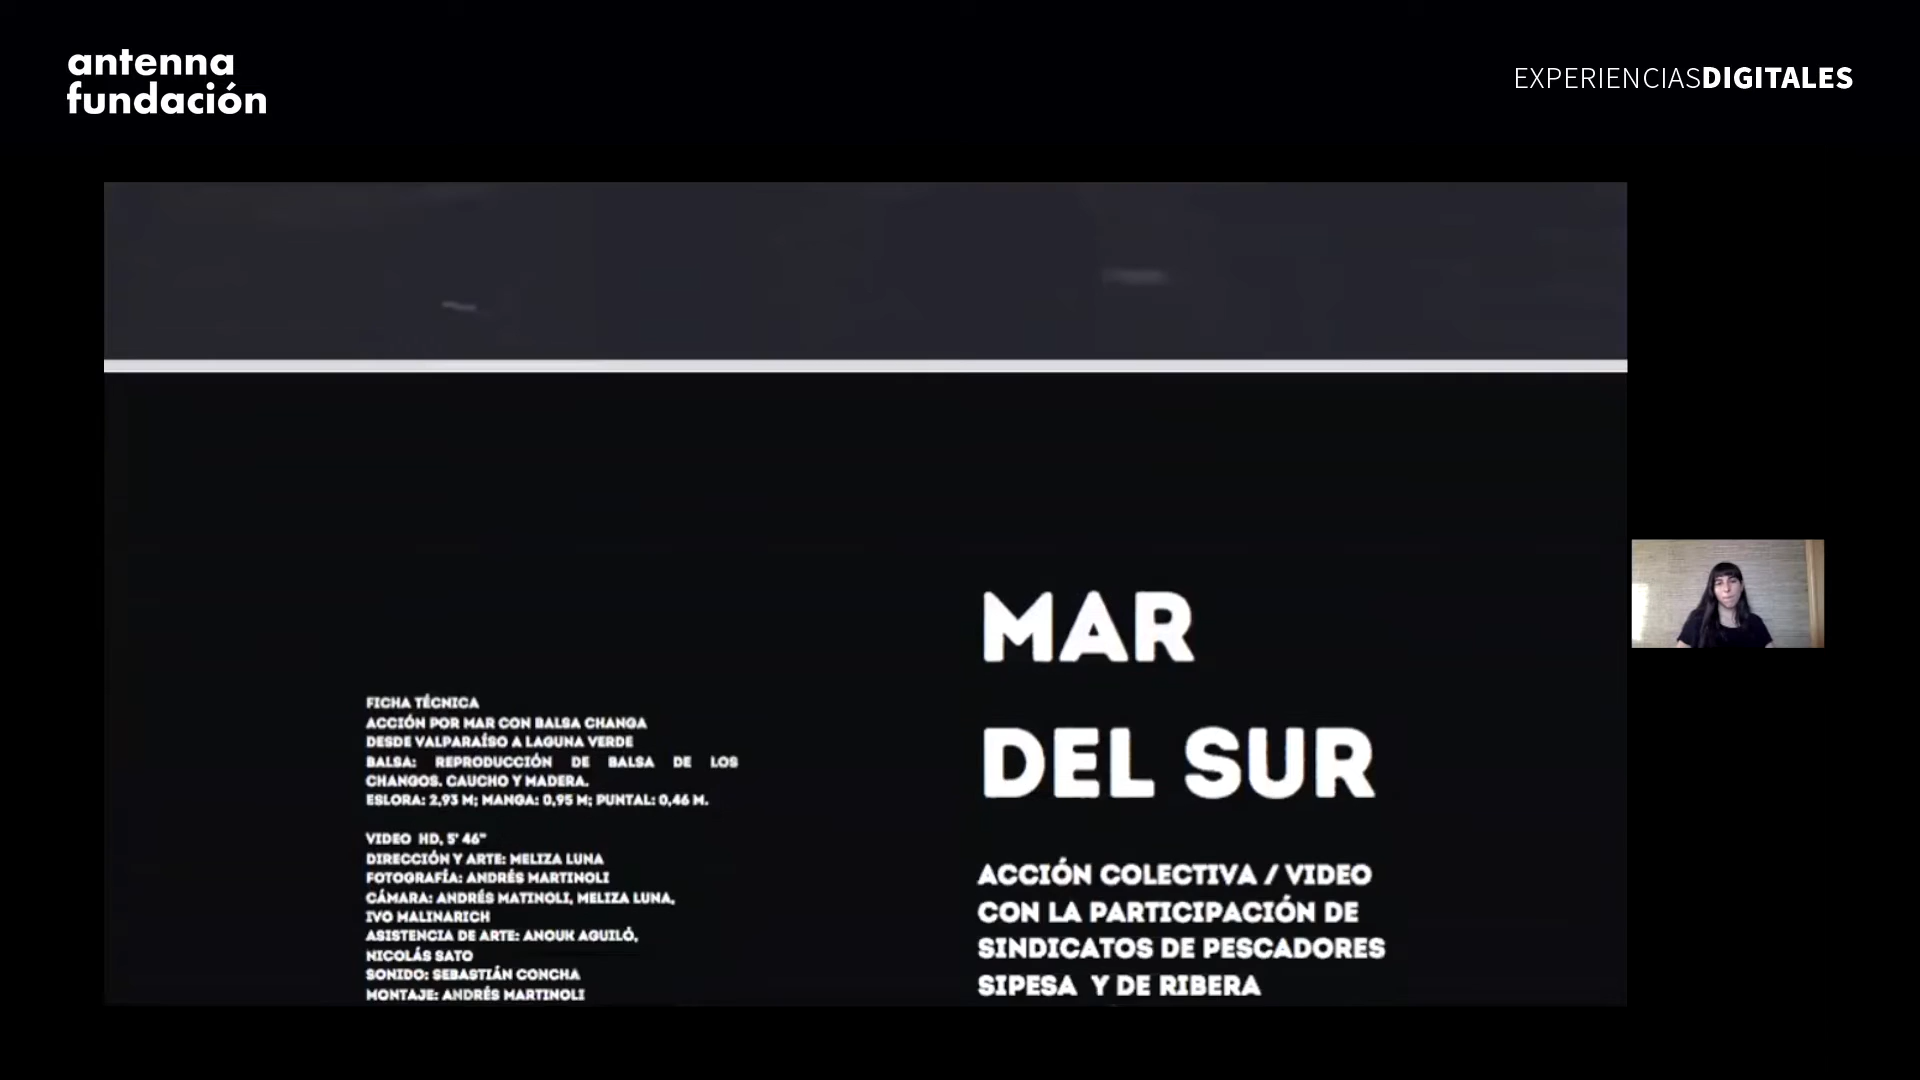 antenna
fundación
EXPERIENCIASDIGITALES
FICHA TÉCNICA
ACCIÓN POR MAR CON BALSA CHANGA
DESDE VALPARAÍSO A LAGUNA VERDE
BALSA: REPRODUCCIÓN DE BALSA DE LOS
CHANGOS. CAUCHO Y MADERA.
ESLORA: 2,93 M; MANGA: 0,95 M; PUNTAL: 0,46 M.
VIDEO HD, 5' 46"
DIRECCIÓN Y ARTE: MELIZA LUNA
FOTOGRAFÍA: ANDRÉS MARTINOLI
CÁMARA: ANDRÉS MATINOLI, MELIZA LUNA,
IVO MALINARICH
ASISTENCIA DE ARTE: ANOUK AGUILÓ,
NICOLÁS SATO
SONIDO: SEBASTIÁN CONCHA
MONTAJE: ANDRÉS MARTINOLI
MAR
DEL SUR
ACCIÓN COLECTIVA / VIDEO
CON LA PARTICIPACIÓN DE
SINDICATOS DE PESCADORES
SIPESA Y DE RIBERA